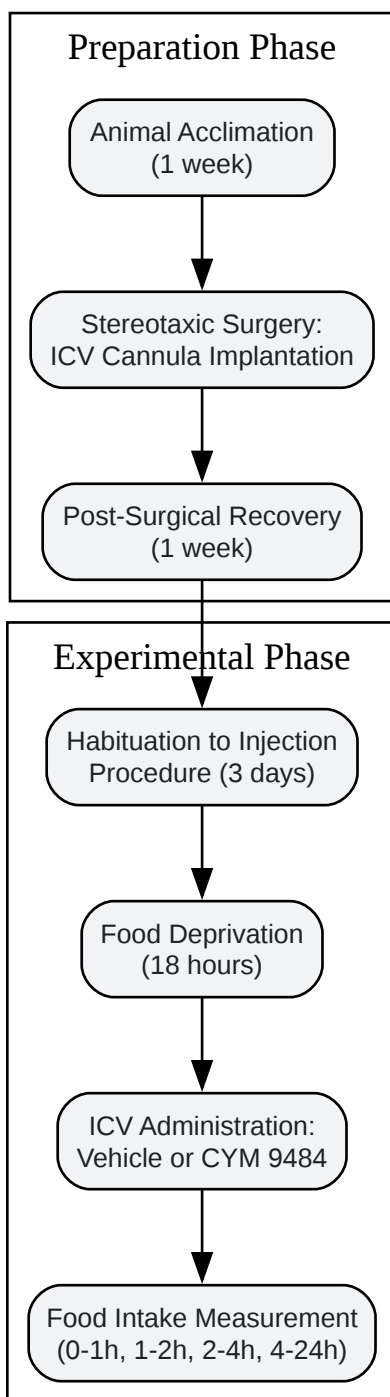 Preparation Phase
Animal Acclimation
(1 week)
Stereotaxic Surgery:
ICV Cannula Implantation
Post-Surgical Recovery
(1 week)
Experimental Phase
Habituation to Injection
Procedure (3 days)
Food Deprivation
(18 hours)
ICV Administration:
Vehicle or CYM 9484
Food Intake Measurement
(0-1h, 1-2h, 2-4h, 4-24h)